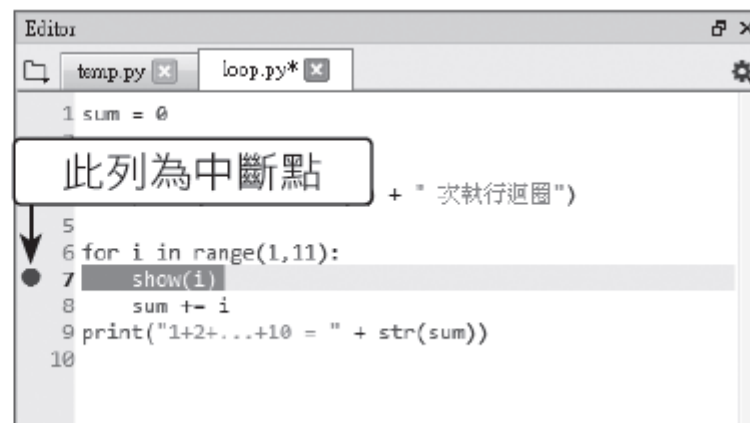 Editor
temp.py loop.py*
1 sum = 0
此列為中斷點
+ " 次執行迴圈")
5
6 for i in range(1,11):
7     show(i)
8     sum += i
9 print("1+2+...+10 = " + str(sum))
10